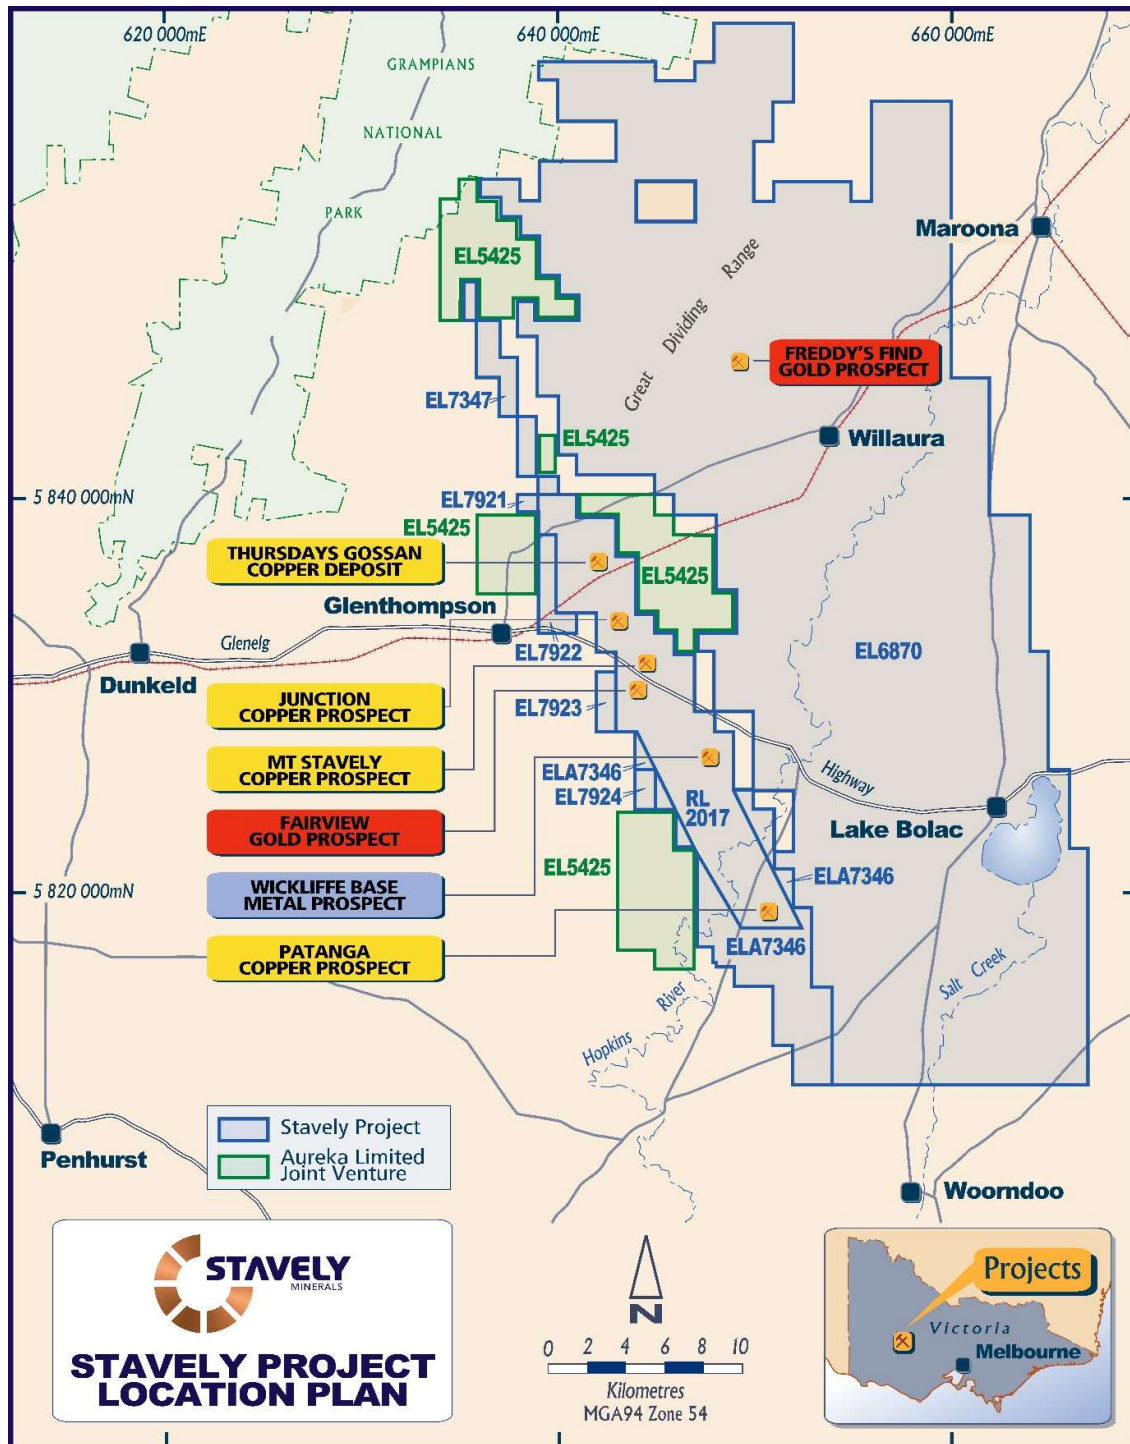 620 000mE
640 000mE
660 000mE
GRAMPIANS
NATIONAL
PARK
Maroona
EL5425
Great Dividing Range
FREDDY'S FIND
GOLD PROSPECT
EL7347
EL5425
Willaura
5 840 000mN
EL7921
EL5425
THURSDAYS GOSSAN
COPPER DEPOSIT
EL5425
Glenthompson
Glenelg
EL7922
EL6870
Dunkeld
JUNCTION
COPPER PROSPECT
EL7923
MT STAVELY
COPPER PROSPECT
ELA7346
EL7924
RL
2017
Highway
FAIRVIEW
GOLD PROSPECT
Lake Bolac
EL5425
ELA7346
WICKLIFFE BASE
METAL PROSPECT
5 820 000mN
PATANGA
COPPER PROSPECT
ELA7346
Salt Creek
Hopkins River
Stavely Project
Aureka Limited
Joint Venture
Penhurst
Woorndoo
STAVELY
MINERALS
STAVELY PROJECT
LOCATION PLAN
N
0 2 4 6 8 10
Kilometres
MGA94 Zone 54
Projects
Victoria
Melbourne